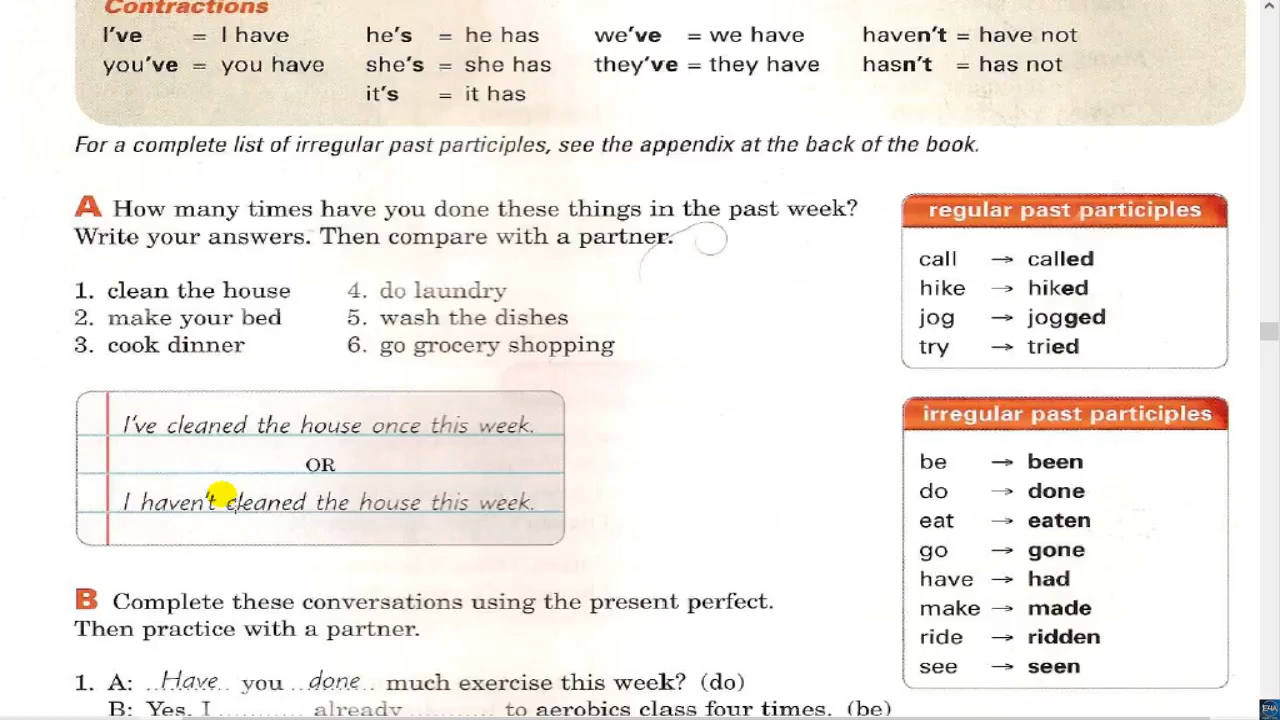 Contractions
I've = I have he's = he has we've = we have haven't = have not
you've = you have she's = she has they've = they have hasn't = has not
it's = it has
For a complete list of irregular past participles, see the appendix at the back of the book.
A How many times have you done these things in the past week?
Write your answers. Then compare with a partner.
1. clean the house 4. do laundry
2. make your bed 5. wash the dishes
3. cook dinner 6. go grocery shopping
I've cleaned the house once this week.
OR
I haven't cleaned the house this week.
regular past participles
call → called
hike → hiked
jog → jogged
try → tried
irregular past participles
be → been
do → done
eat → eaten
go → gone
have → had
make → made
ride → ridden
see → seen
B Complete these conversations using the present perfect.
Then practice with a partner.
1. A: Have you done much exercise this week? (do)
B: Yes, I .......... already .......... to aerobics class four times. (be)